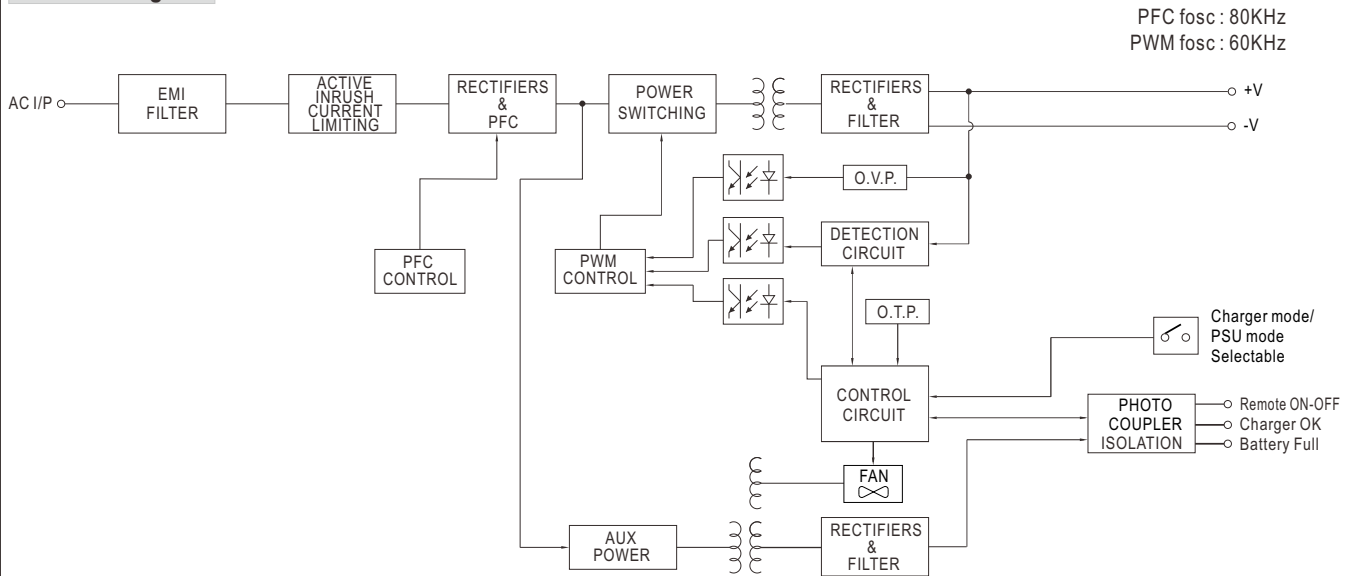 PFC fosc : 80KHz
PWM fosc : 60KHz
AC I/P
EMI
FILTER
ACTIVE
INRUSH
CURRENT
LIMITING
RECTIFIERS
&
PFC
POWER
SWITCHING
RECTIFIERS
&
FILTER
+V
-V
O.V.P.
PFC
CONTROL
PWM
CONTROL
DETECTION
CIRCUIT
O.T.P.
Charger mode/
PSU mode
Selectable
CONTROL
CIRCUIT
PHOTO
COUPLER
ISOLATION
Remote ON-OFF
Charger OK
Battery Full
FAN
AUX
POWER
RECTIFIERS
&
FILTER